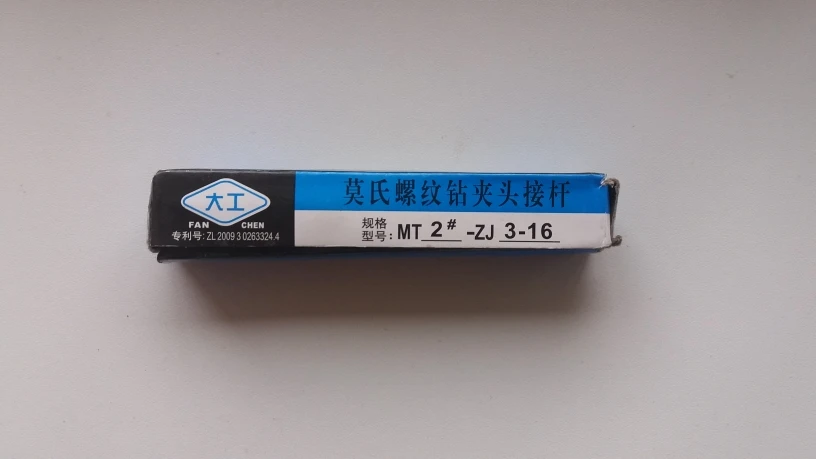 大工
FAN CHEN
专利号: ZL 2009 3 0263324.4
莫氏螺纹钻夹头接杆
规格
型号: MT 2# -ZJ 3-16